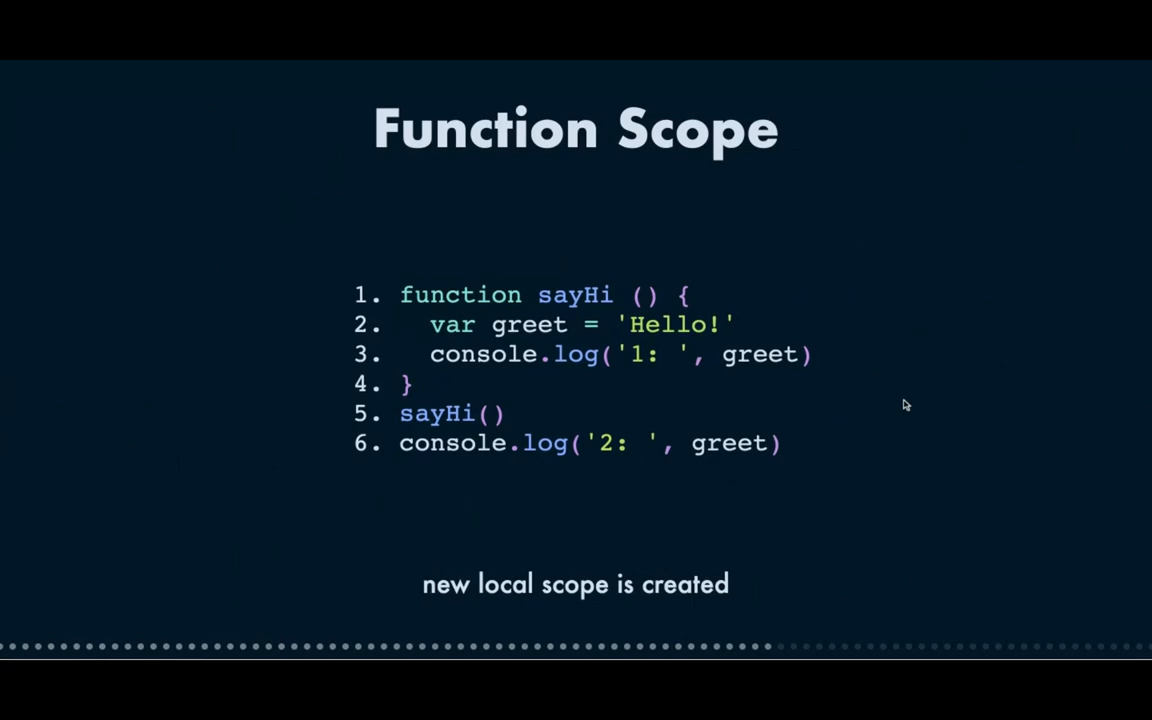 Function Scope
1. function sayHi () {
2.   var greet = 'Hello!'
3.   console.log('1: ', greet)
4. }
5. sayHi()
6. console.log('2: ', greet)
new local scope is created